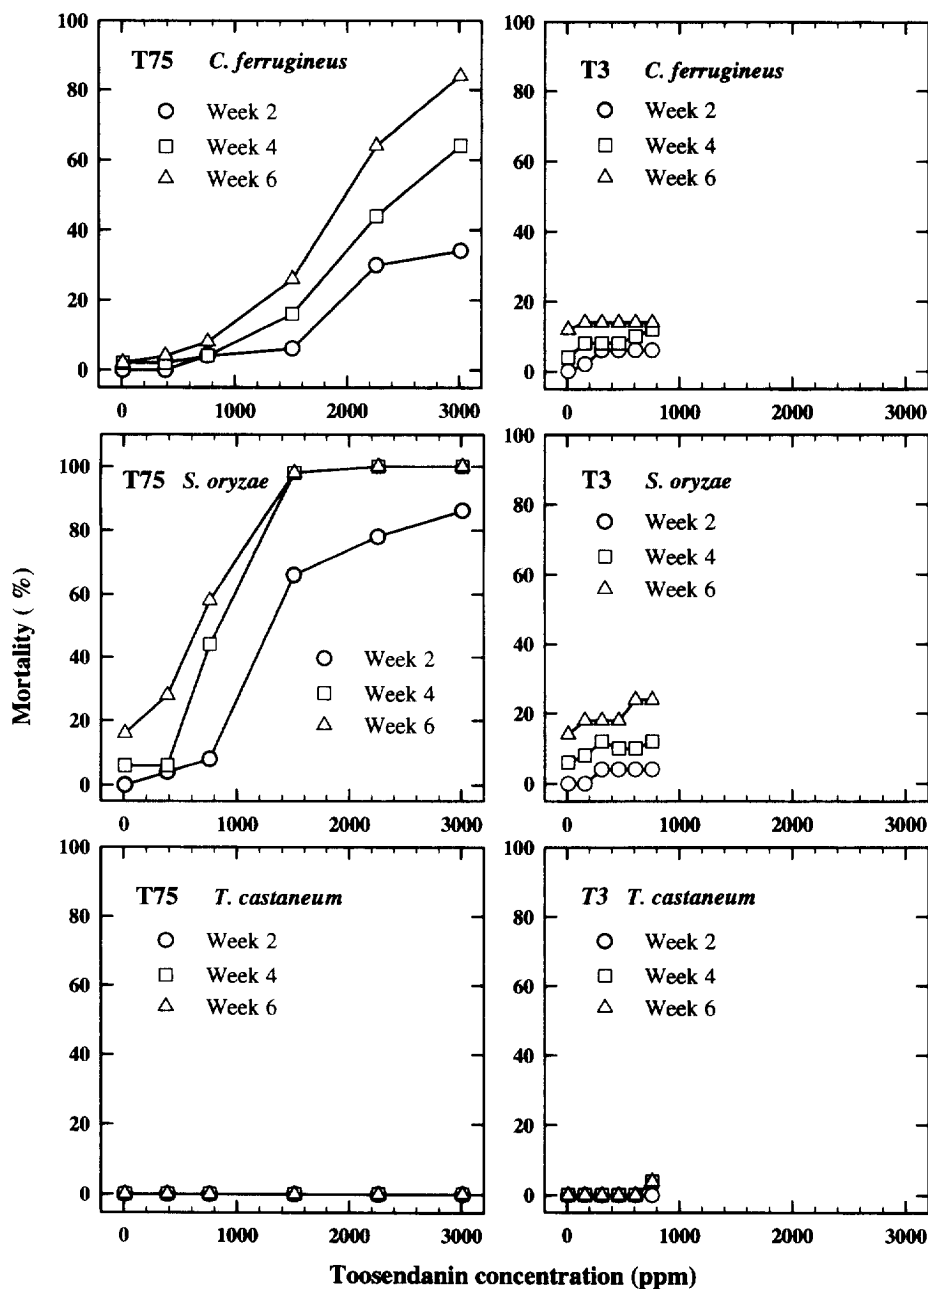 100
80
60
40
20
0
T75 C. ferrugineus
Week 2
Week 4
Week 6
0 1000 2000 3000
100
80
60
40
20
0
T3 C. ferrugineus
Week 2
Week 4
Week 6
0 1000 2000 3000
Mortality ( %)
100
80
60
40
20
0
T75 S. oryzae
Week 2
Week 4
Week 6
0 1000 2000 3000
100
80
60
40
20
0
T3 S. oryzae
Week 2
Week 4
Week 6
0 1000 2000 3000
100
80
60
40
20
0
T75 T. castaneum
Week 2
Week 4
Week 6
0 1000 2000 3000
100
80
60
40
20
0
T3 T. castaneum
Week 2
Week 4
Week 6
0 1000 2000 3000
Toosendanin concentration (ppm)